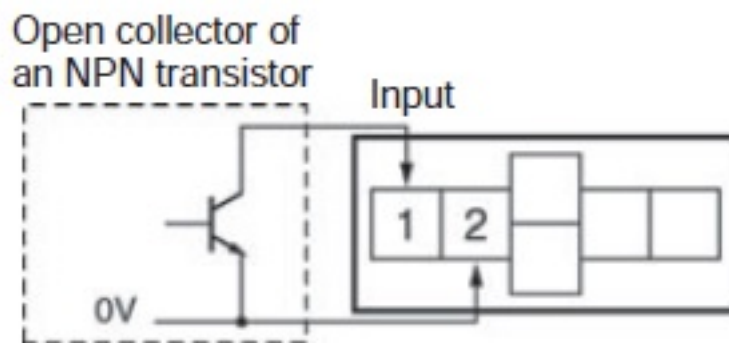 Open collector of
an NPN transistor
Input
1 2
0V